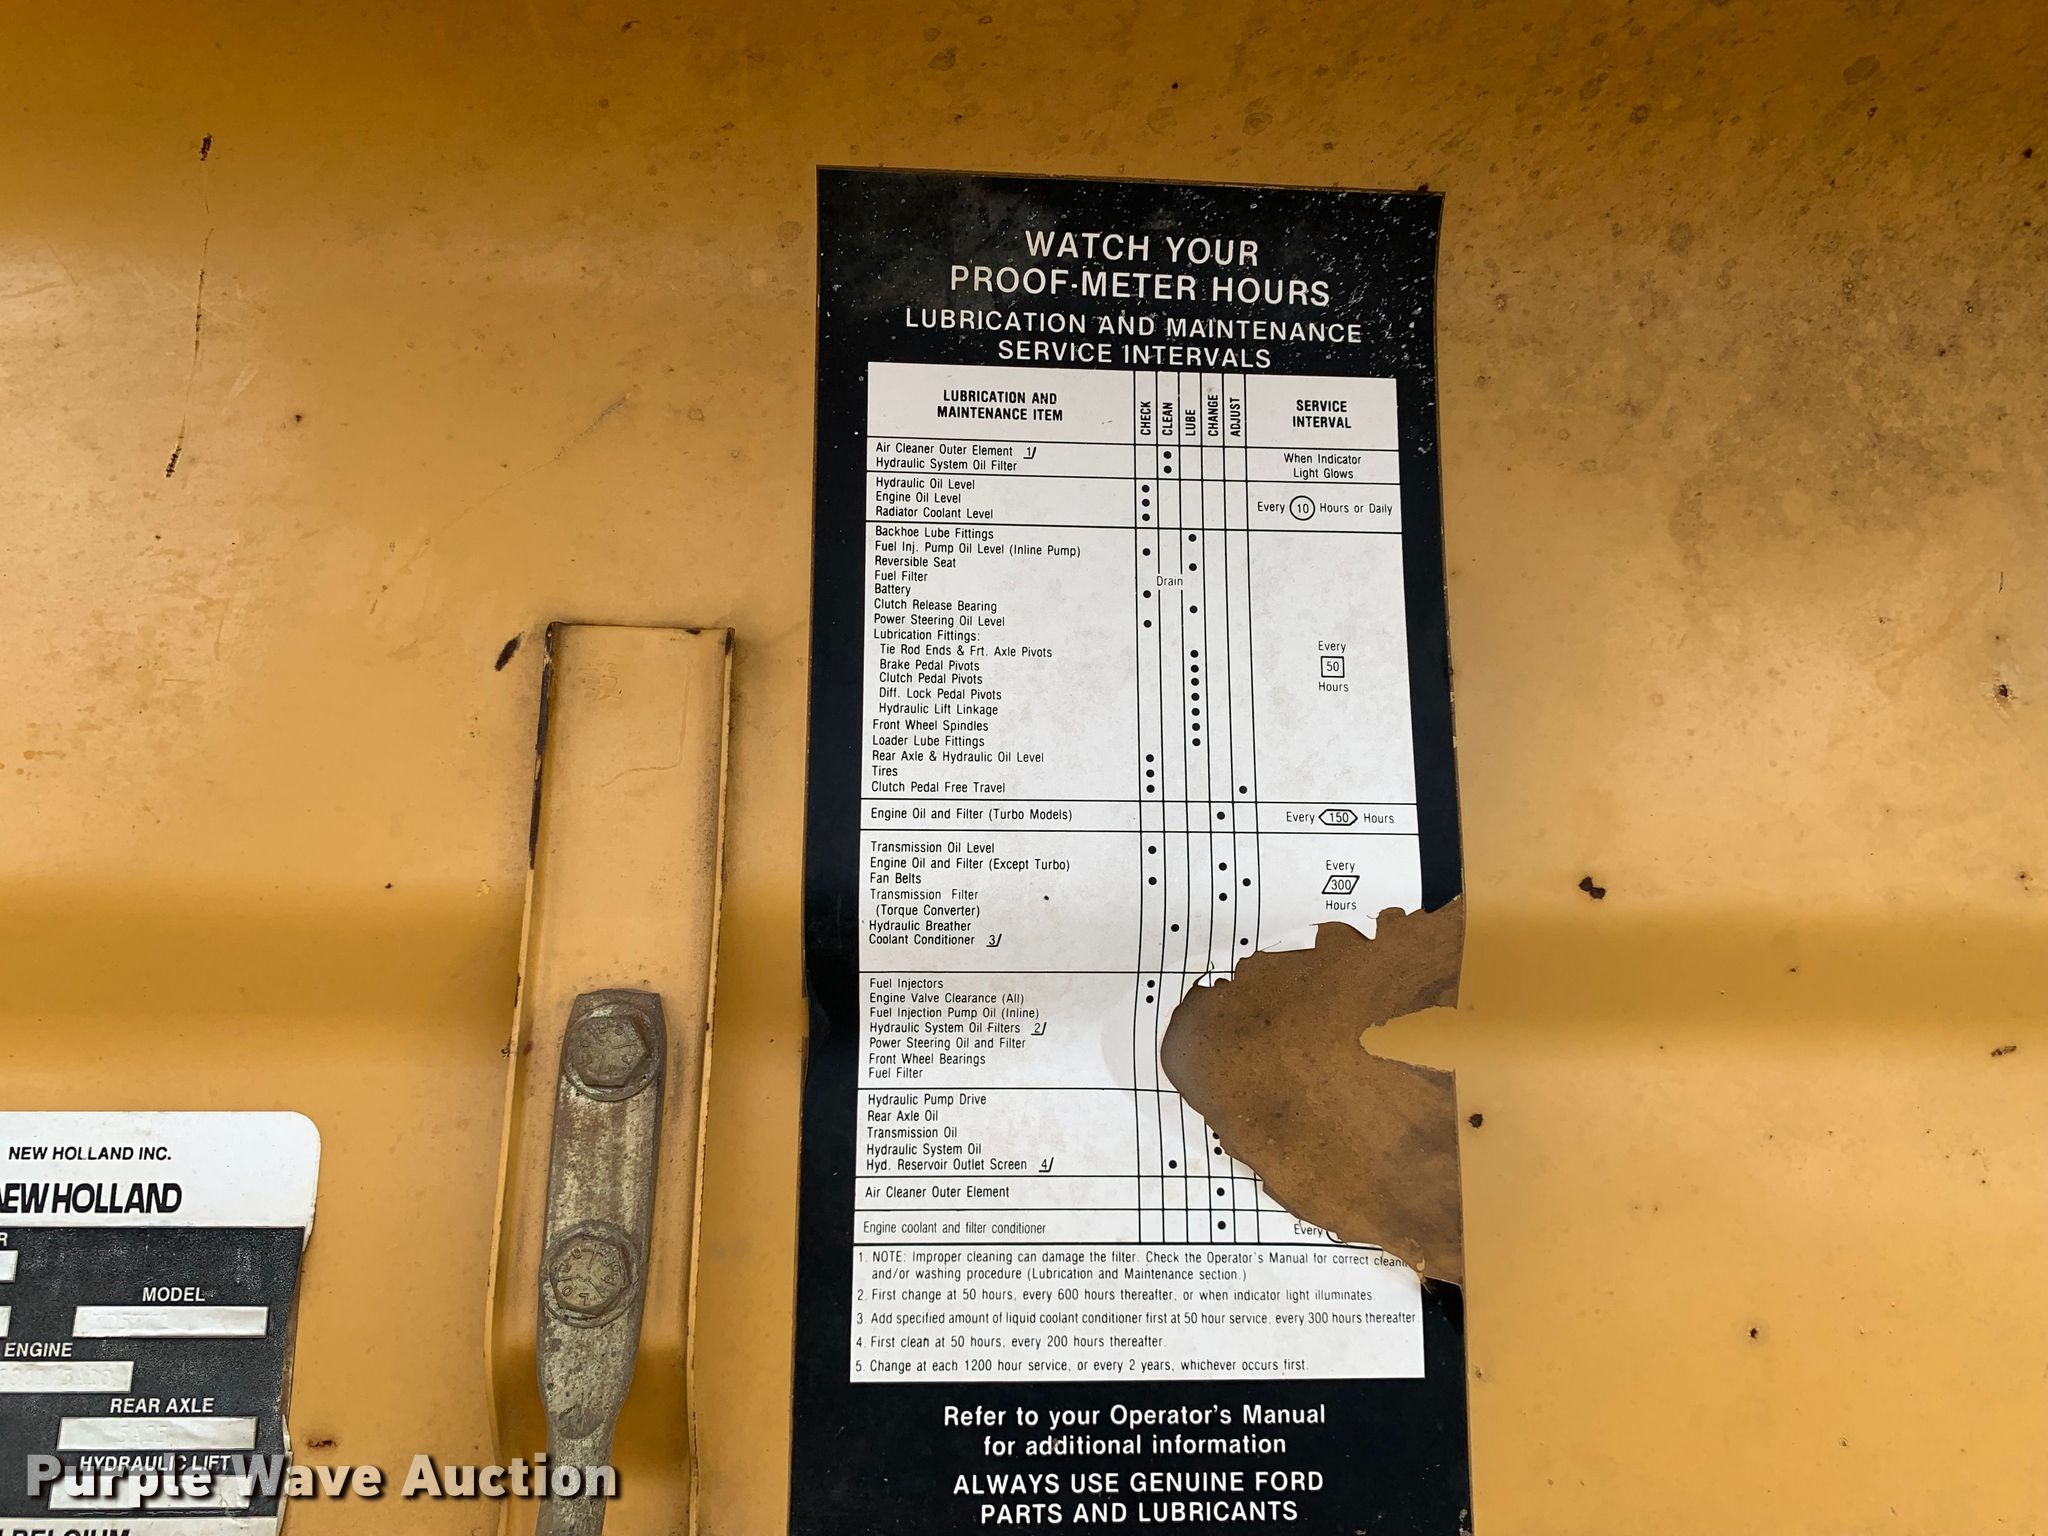 WATCH YOUR
PROOF-METER HOURS
LUBRICATION AND MAINTENANCE
SERVICE INTERVALS
LUBRICATION AND
MAINTENANCE ITEM
CHECK
CLEAN
LUBE
CHANGE
ADJUST
SERVICE
INTERVAL
Air Cleaner Outer Element 1/
Hydraulic System Oil Filter
When Indicator
Light Glows
Hydraulic Oil Level
Engine Oil Level
Radiator Coolant Level
Every 10 Hours or Daily
Backhoe Lube Fittings
Fuel Inj. Pump Oil Level (Inline Pump)
Reversible Seat
Fuel Filter Drain
Battery
Clutch Release Bearing
Power Steering Oil Level
Lubrication Fittings:
Tie Rod Ends & Frt. Axle Pivots
Brake Pedal Pivots
Clutch Pedal Pivots
Diff. Lock Pedal Pivots
Hydraulic Lift Linkage
Front Wheel Spindles
Loader Lube Fittings
Rear Axle & Hydraulic Oil Level
Tires
Clutch Pedal Free Travel
Every
50
Hours
Engine Oil and Filter (Turbo Models)
Every 150 Hours
Transmission Oil Level
Engine Oil and Filter (Except Turbo)
Fan Belts
Transmission Filter
(Torque Converter)
Hydraulic Breather
Coolant Conditioner 3/
Every
300
Hours
Fuel Injectors
Engine Valve Clearance (All)
Fuel Injection Pump Oil (Inline)
Hydraulic System Oil Filters 2/
Power Steering Oil and Filter
Front Wheel Bearings
Fuel Filter
Hydraulic Pump Drive
Rear Axle Oil
Transmission Oil
Hydraulic System Oil
Hyd. Reservoir Outlet Screen 4/
Air Cleaner Outer Element
Engine coolant and filter conditioner
Every
1. NOTE: Improper cleaning can damage the filter. Check the Operator's Manual for correct
and/or washing procedure (Lubrication and Maintenance section.)
2. First change at 50 hours, every 600 hours thereafter, or when indicator light illuminates.
3. Add specified amount of liquid coolant conditioner first at 50 hour service, every 300 hours thereafter.
4. First clean at 50 hours, every 200 hours thereafter.
5. Change at each 1200 hour service, or every 2 years, whichever occurs first.
Refer to your Operator's Manual
for additional information
ALWAYS USE GENUINE FORD
PARTS AND LUBRICANTS
NEW HOLLAND INC.
EW HOLLAND
R
MODEL
ENGINE
REAR AXLE
HYDRAULIC LIFT
BELGIUM
Purple Wave Auction